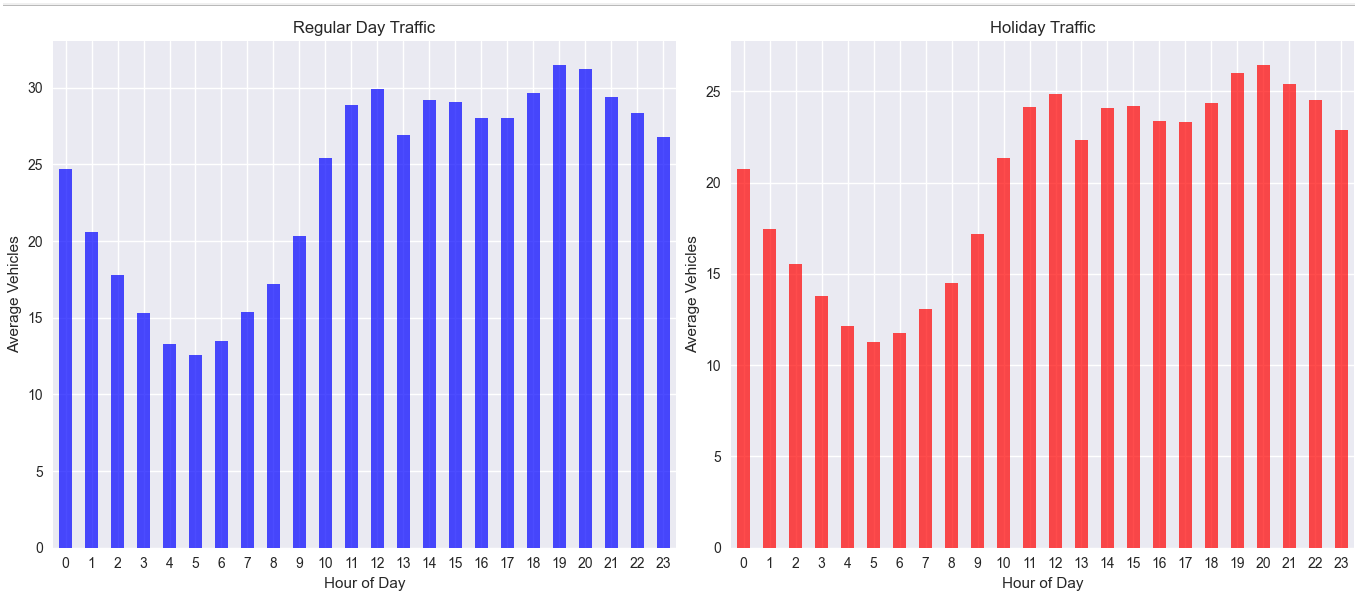 Regular Day Traffic
Average Vehicles
30
25
20
15
10
5
0
0 1 2 3 4 5 6 7 8 9 10 11 12 13 14 15 16 17 18 19 20 21 22 23
Hour of Day
Holiday Traffic
Average Vehicles
25
20
15
10
5
0
0 1 2 3 4 5 6 7 8 9 10 11 12 13 14 15 16 17 18 19 20 21 22 23
Hour of Day